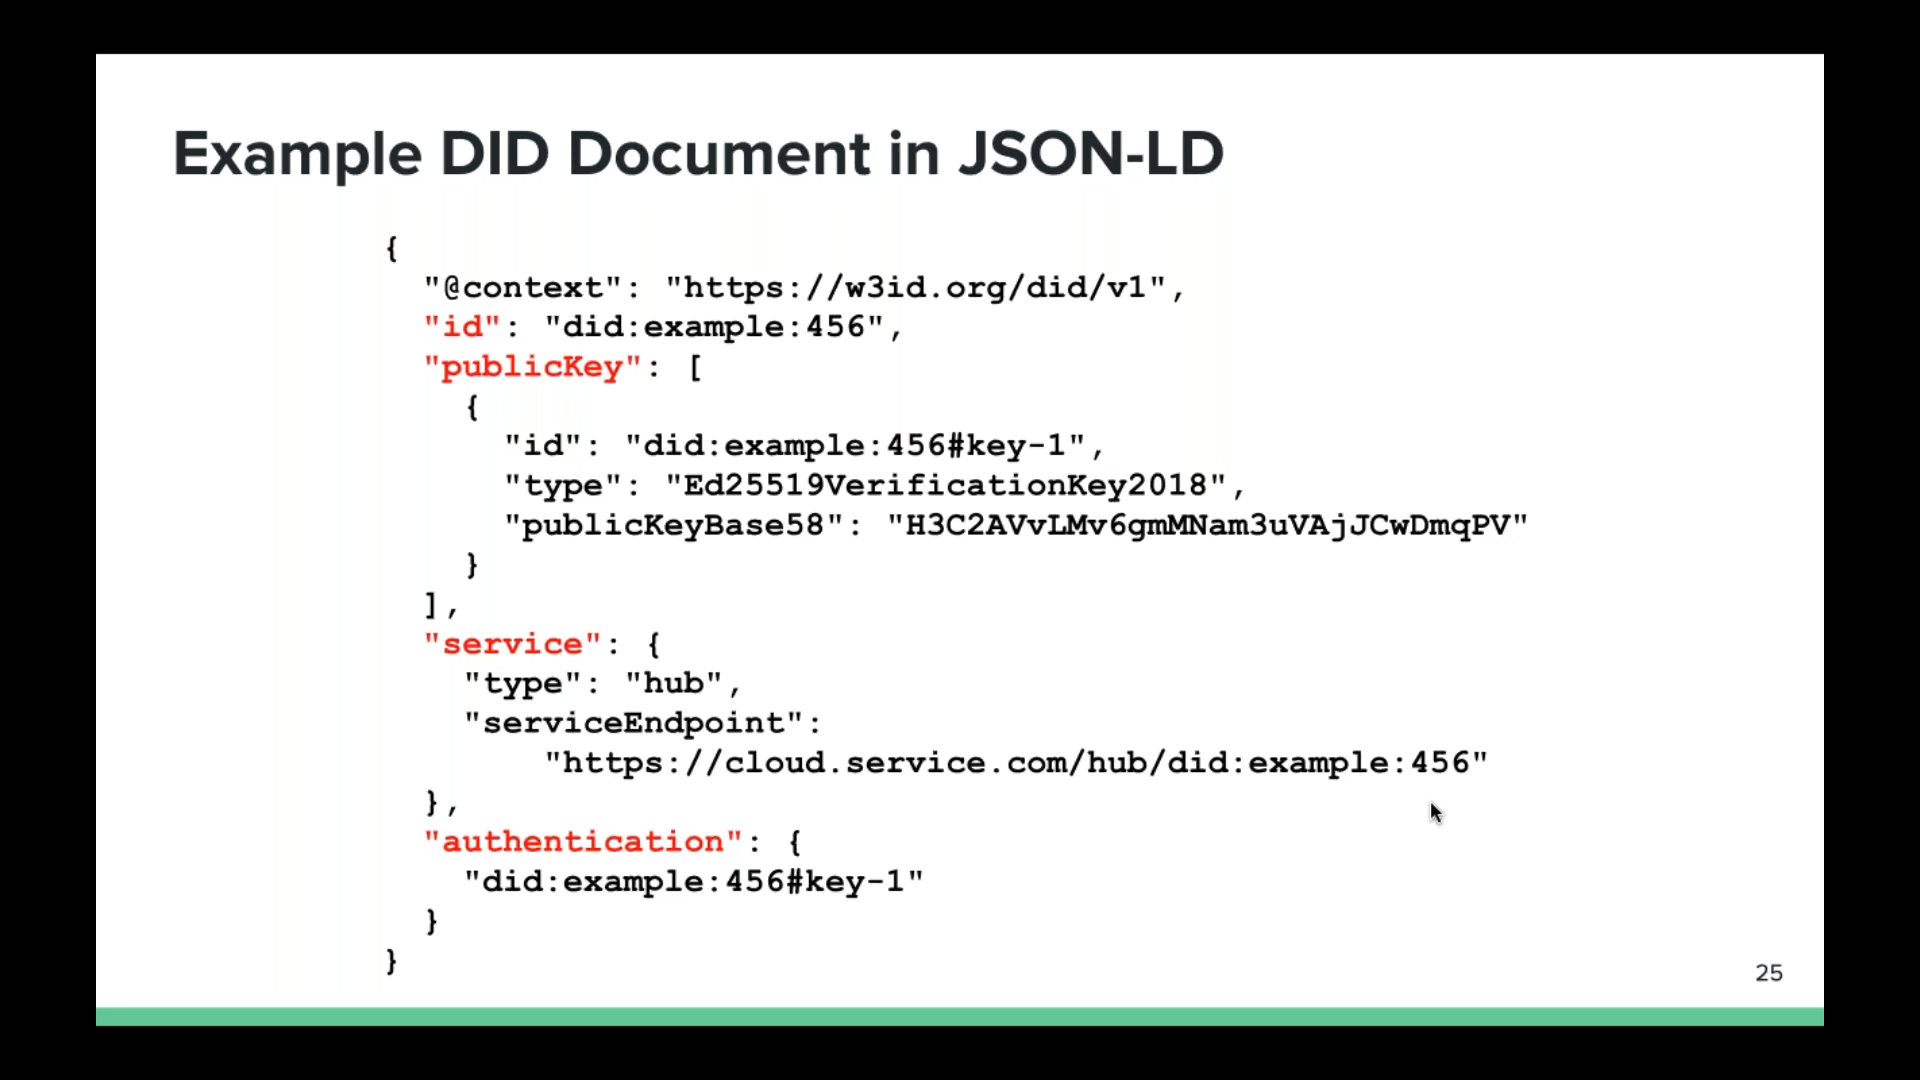 Example DID Document in JSON-LD
{
"@context": "https://w3id.org/did/v1",
"id": "did:example:456",
"publicKey": [
{
"id": "did:example:456#key-1",
"type": "Ed25519VerificationKey2018",
"publicKeyBase58": "H3C2AVvLMv6gmMNam3uVAjJCwDmqPV"
}
],
"service": {
"type": "hub",
"serviceEndpoint":
"https://cloud.service.com/hub/did:example:456"
},
"authentication": {
"did:example:456#key-1"
}
}
25